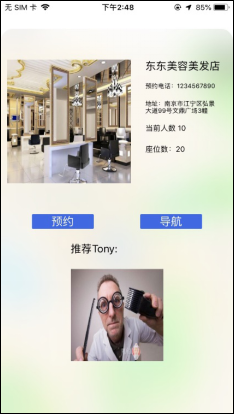 无 SIM 卡 下午2:48 85%
东东美容美发店
预约电话：1234567890
地址：南京市江宁区弘景
大道99号文鼎广场3幢
当前人数 10
座位数：20
预约 导航
推荐Tony: